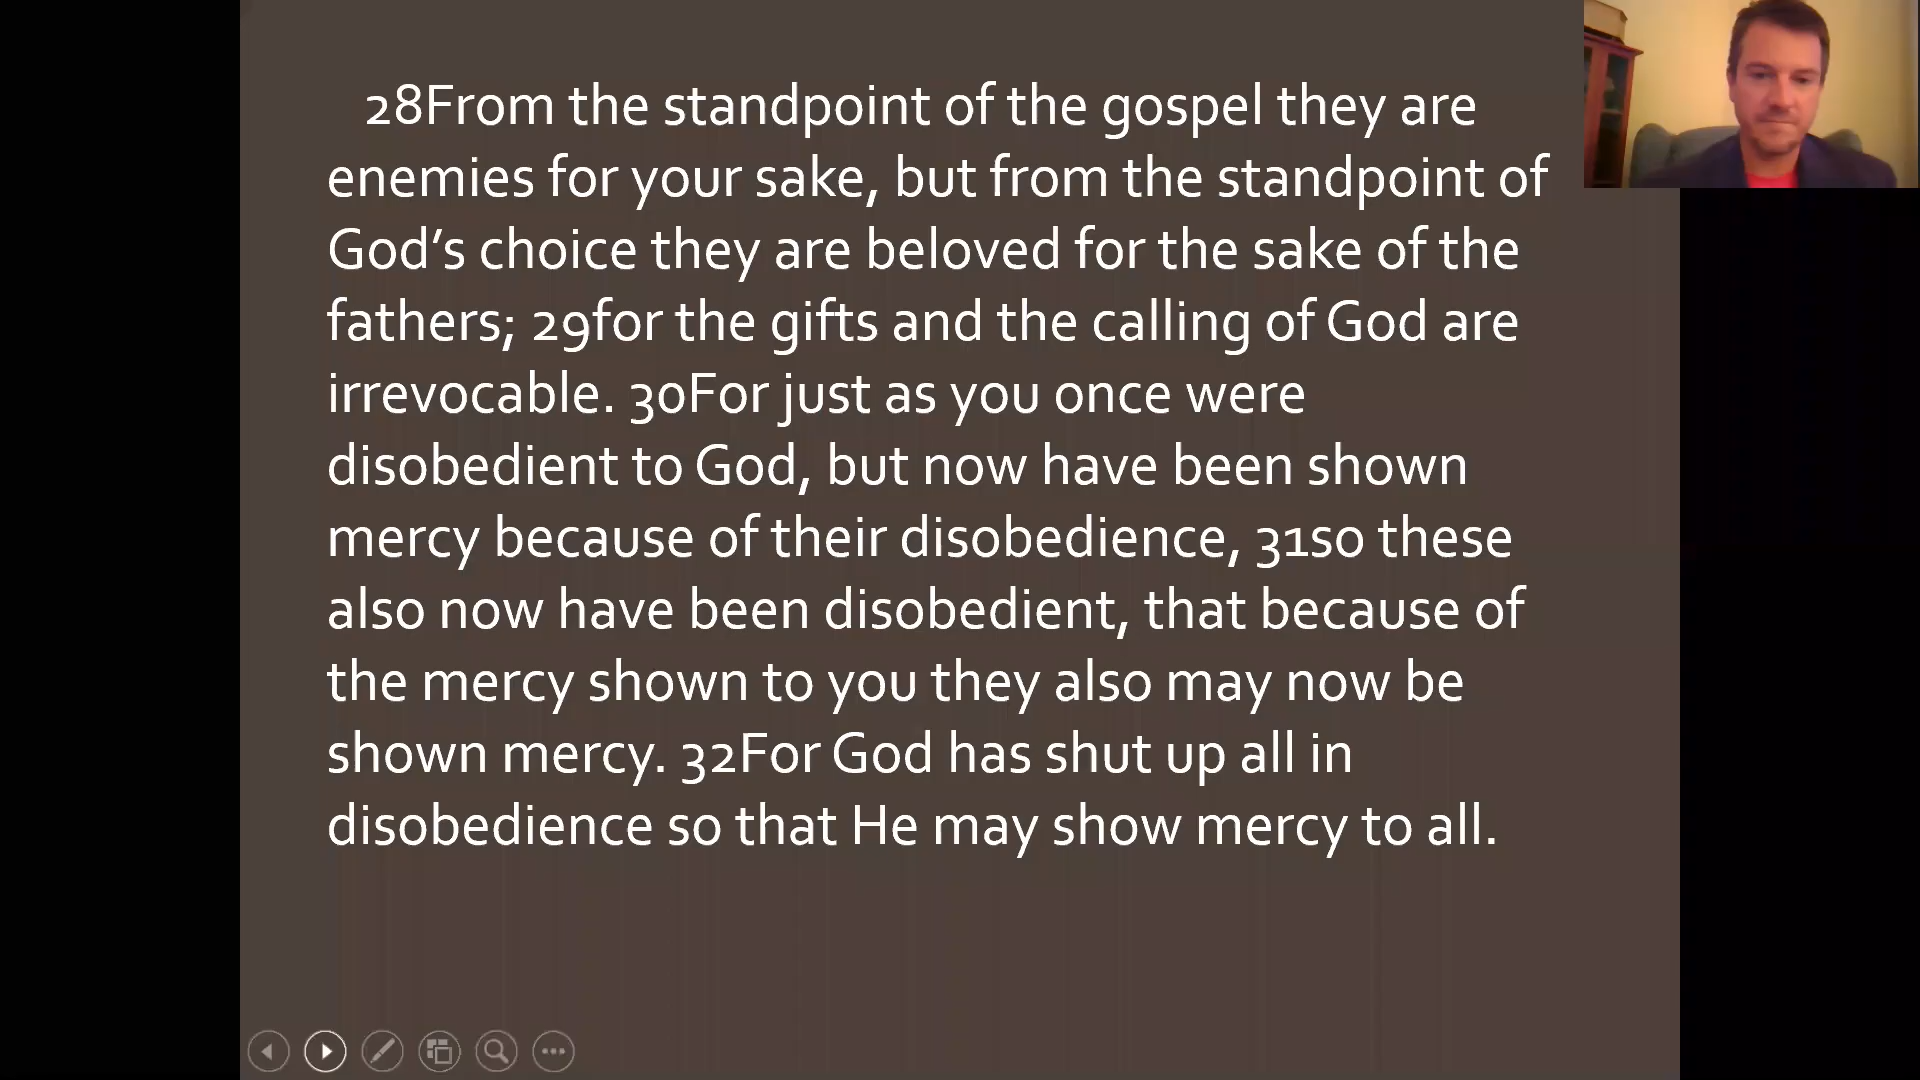 28From the standpoint of the gospel they are
enemies for your sake, but from the standpoint of
God’s choice they are beloved for the sake of the
fathers; 29for the gifts and the calling of God are
irrevocable. 30For just as you once were
disobedient to God, but now have been shown
mercy because of their disobedience, 31so these
also now have been disobedient, that because of
the mercy shown to you they also may now be
shown mercy. 32For God has shut up all in
disobedience so that He may show mercy to all.